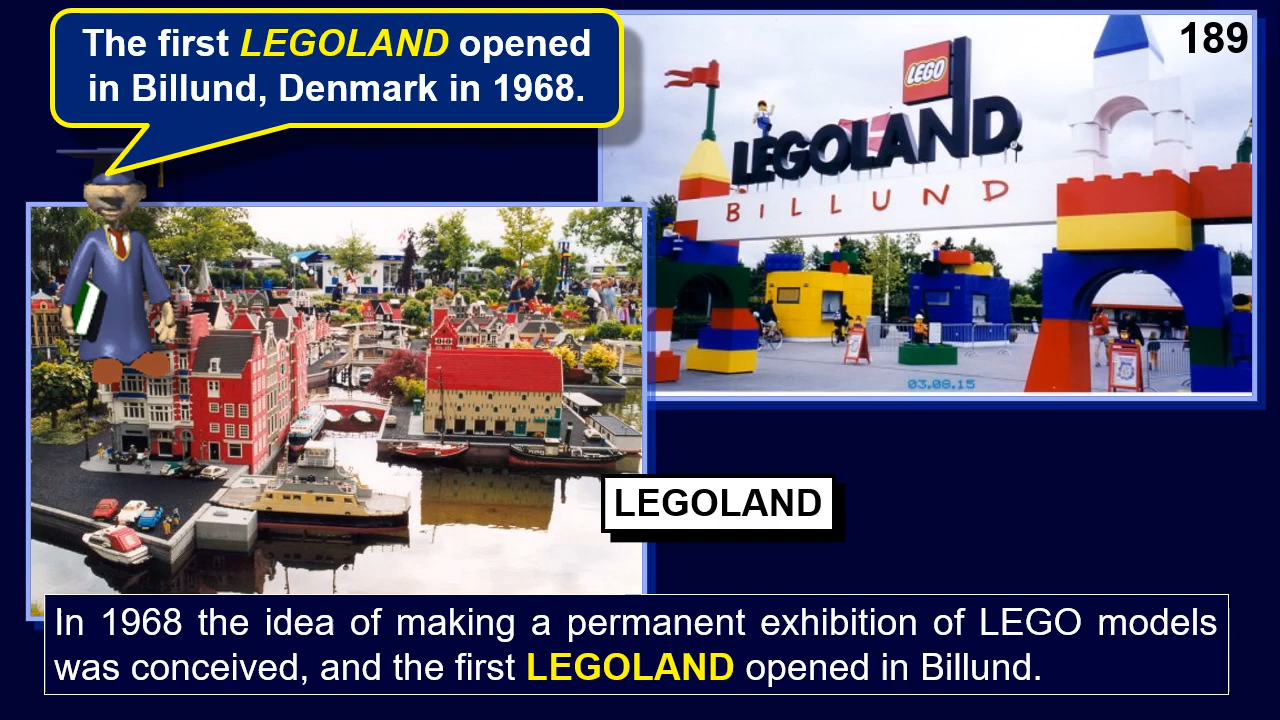 The first LEGOLAND opened
in Billund, Denmark in 1968.
189
LEGO
LEGOLAND
BILLUND
03.08.15
LEGOLAND
In 1968 the idea of making a permanent exhibition of LEGO models
was conceived, and the first LEGOLAND opened in Billund.